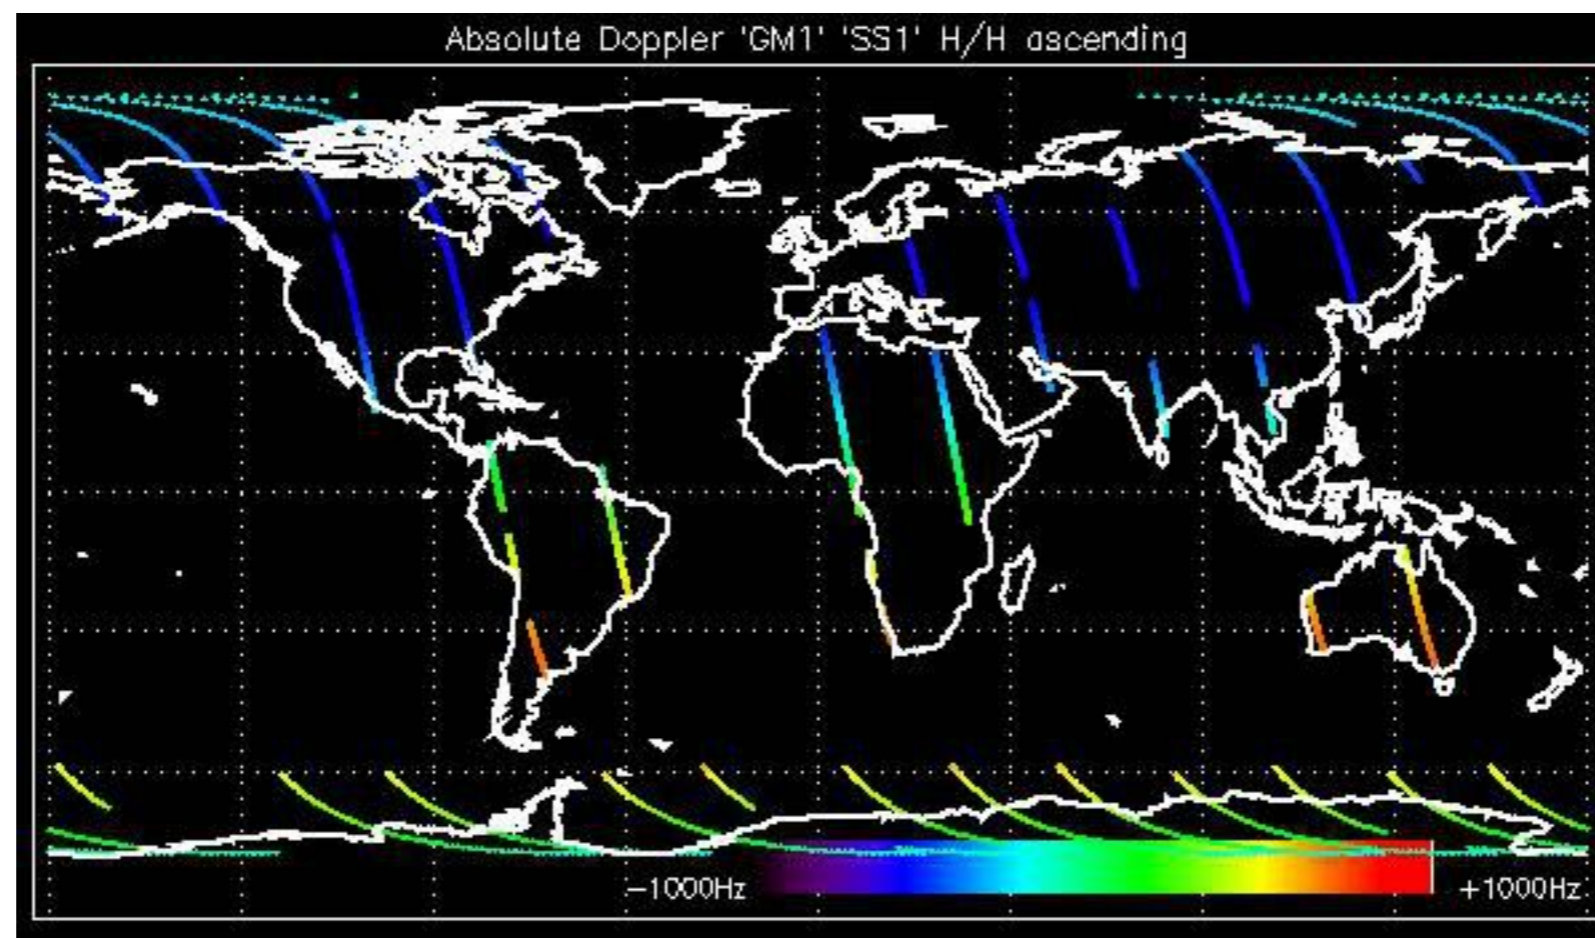 Absolute Doppler 'GM1' 'SS1' H/H ascending
−1000Hz
+1000Hz